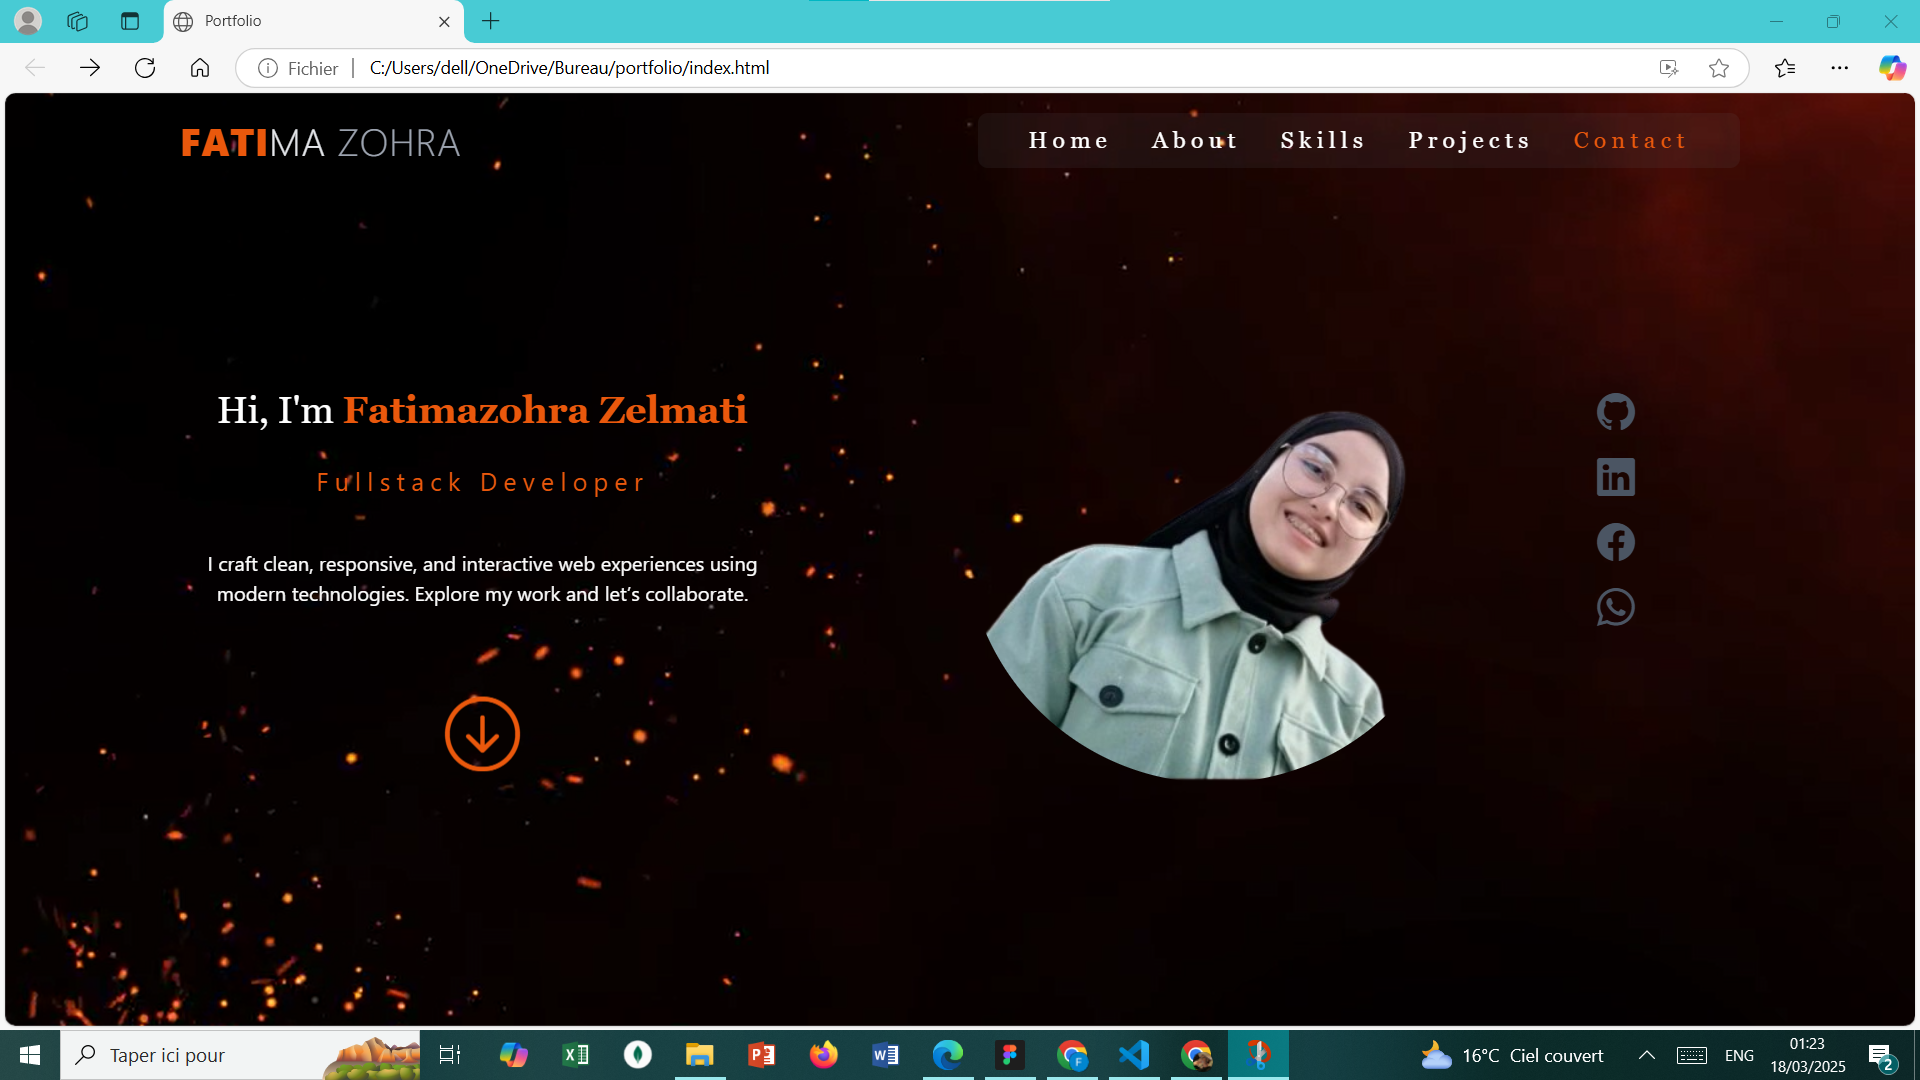 Portfolio
Fichier C:/Users/dell/OneDrive/Bureau/portfolio/index.html
FATIMA ZOHRA
Home About Skills Projects Contact
Hi, I'm Fatimazohra Zelmati
Fullstack Developer
I craft clean, responsive, and interactive web experiences using
modern technologies. Explore my work and let’s collaborate.
in
Taper ici pour
16°C Ciel couvert
ENG
01:23
18/03/2025
2